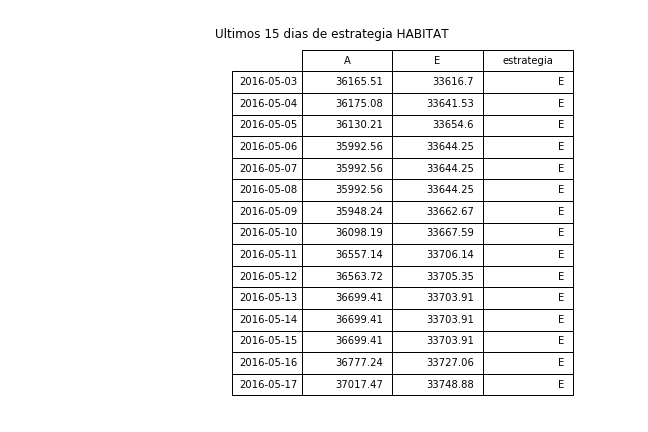 Ultimos 15 dias de estrategia HABITAT
A E estrategia
2016-05-03 36165.51 33616.7 E
2016-05-04 36175.08 33641.53 E
2016-05-05 36130.21 33654.6 E
2016-05-06 35992.56 33644.25 E
2016-05-07 35992.56 33644.25 E
2016-05-08 35992.56 33644.25 E
2016-05-09 35948.24 33662.67 E
2016-05-10 36098.19 33667.59 E
2016-05-11 36557.14 33706.14 E
2016-05-12 36563.72 33705.35 E
2016-05-13 36699.41 33703.91 E
2016-05-14 36699.41 33703.91 E
2016-05-15 36699.41 33703.91 E
2016-05-16 36777.24 33727.06 E
2016-05-17 37017.47 33748.88 E